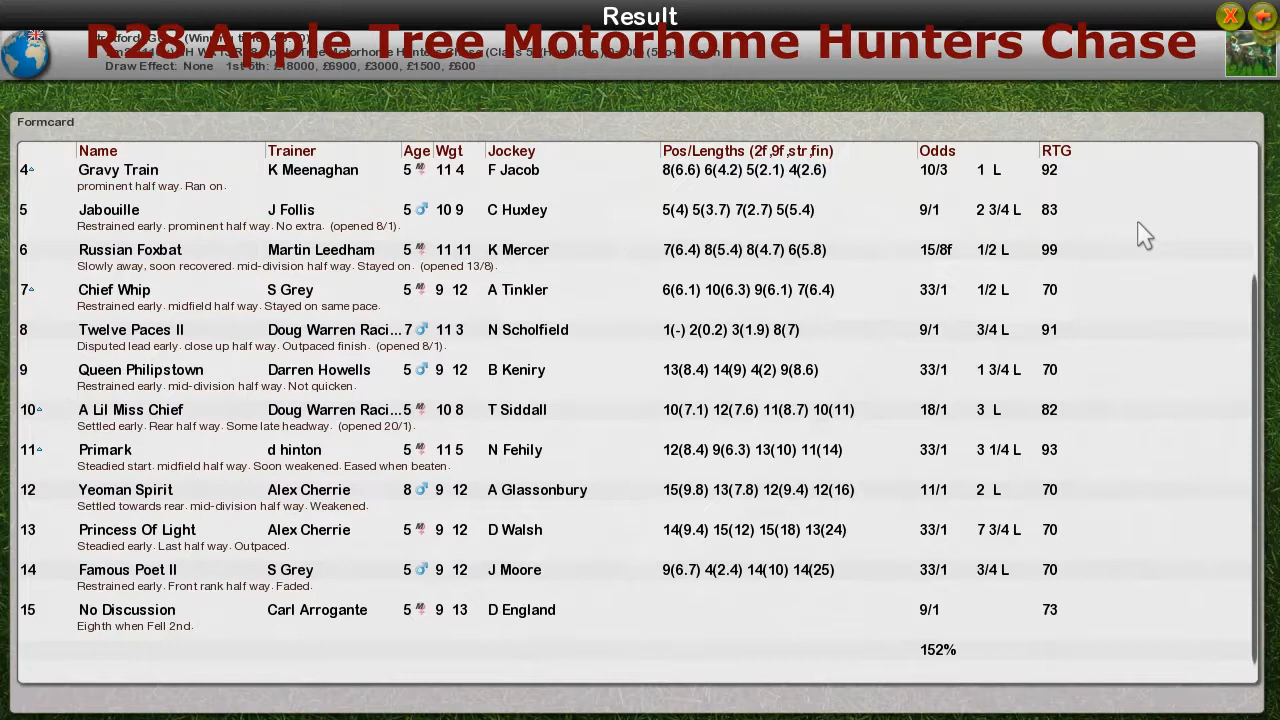 Result
R28 Apple Tree Motorhome Hunters Chase
Draw Effect: None 1st-5th: £18000, £6900, £3000, £1500, £600
Formcard
Name Trainer Age Wgt Jockey Pos/Lengths (2f,9f,str,fin) Odds RTG
4 Gravy Train K Meenaghan 5 11 4 F Jacob 8(6.6) 6(4.2) 5(2.1) 4(2.6) 10/3 1 L 92
prominent half way. Ran on.
5 Jabouille J Follis 5 10 9 C Huxley 5(4) 5(3.7) 7(2.7) 5(5.4) 9/1 2 3/4 L 83
Restrained early. prominent half way. No extra. (opened 8/1).
6 Russian Foxbat Martin Leedham 5 11 11 K Mercer 7(6.4) 8(5.4) 8(4.7) 6(5.8) 15/8f 1/2 L 99
Slowly away, soon recovered. mid-division half way. Stayed on. (opened 13/8).
7 Chief Whip S Grey 5 9 12 A Tinkler 6(6.1) 10(6.3) 9(6.1) 7(6.4) 33/1 1/2 L 70
Restrained early. midfield half way. Stayed on same pace.
8 Twelve Paces II Doug Warren Raci... 7 11 3 N Scholfield 1(-) 2(0.2) 3(1.9) 8(7) 9/1 3/4 L 91
Disputed lead early. close up half way. Outpaced finish. (opened 8/1).
9 Queen Philipstown Darren Howells 5 9 12 B Keniry 13(8.4) 14(9) 4(2) 9(8.6) 33/1 1 3/4 L 70
Restrained early. mid-division half way. Not quicken.
10 A Lil Miss Chief Doug Warren Raci... 5 10 8 T Siddall 10(7.1) 12(7.6) 11(8.7) 10(11) 18/1 3 L 82
Settled early. Rear half way. Some late headway. (opened 20/1).
11 Primark d hinton 5 11 5 N Fehily 12(8.4) 9(6.3) 13(10) 11(14) 33/1 3 1/4 L 93
Steadied start. midfield half way. Soon weakened. Eased when beaten.
12 Yeoman Spirit Alex Cherrie 8 9 12 A Glassonbury 15(9.8) 13(7.8) 12(9.4) 12(16) 11/1 2 L 70
Settled towards rear. mid-division half way. Weakened.
13 Princess Of Light Alex Cherrie 5 9 12 D Walsh 14(9.4) 15(12) 15(18) 13(24) 33/1 7 3/4 L 70
Steadied early. Last half way. Outpaced.
14 Famous Poet II S Grey 5 9 12 J Moore 9(6.7) 4(2.4) 14(10) 14(25) 33/1 3/4 L 70
Restrained early. Front rank half way. Faded.
15 No Discussion Carl Arrogante 5 9 13 D England 9/1 73
Eighth when Fell 2nd.
152%